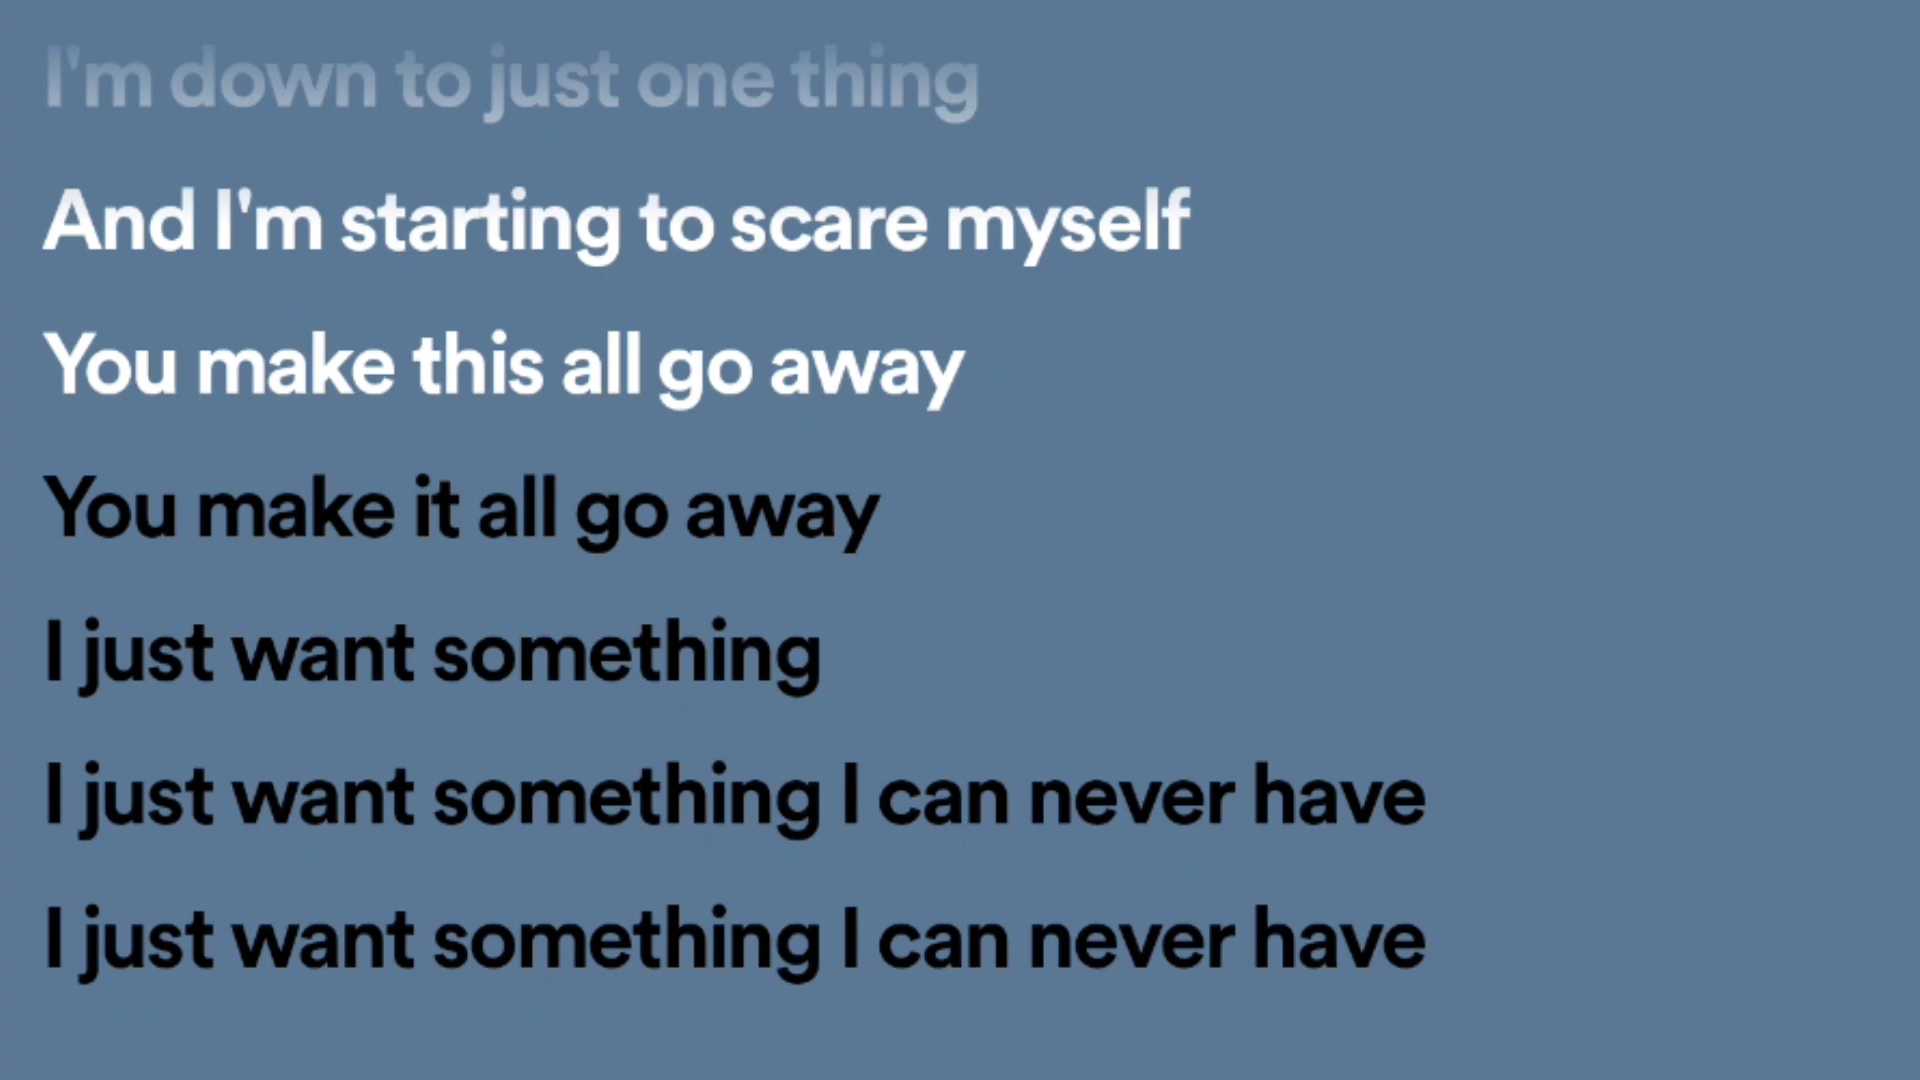 I'm down to just one thing
And I'm starting to scare myself
You make this all go away
You make it all go away
I just want something
I just want something I can never have
I just want something I can never have